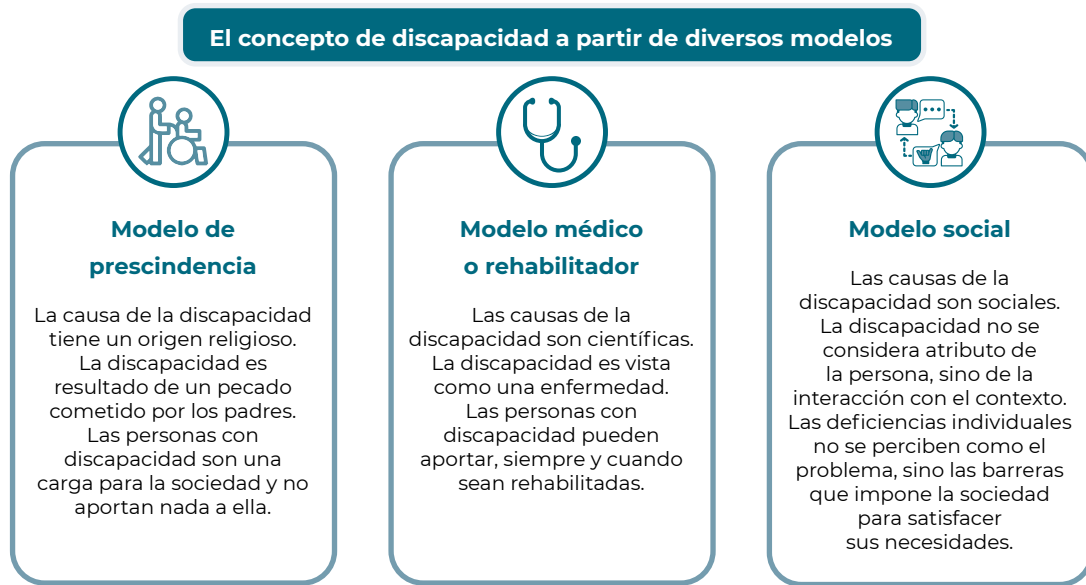 El concepto de discapacidad a partir de diversos modelos
Modelo de
prescindencia
La causa de la discapacidad
tiene un origen religioso.
La discapacidad es
resultado de un pecado
cometido por los padres.
Las personas con
discapacidad son una
carga para la sociedad y no
aportan nada a ella.
Modelo médico
o rehabilitador
Las causas de la
discapacidad son científicas.
La discapacidad es vista
como una enfermedad.
Las personas con
discapacidad pueden
aportar, siempre y cuando
sean rehabilitadas.
Modelo social
Las causas de la
discapacidad son sociales.
La discapacidad no se
considera atributo de
la persona, sino de la
interacción con el contexto.
Las deficiencias individuales
no se perciben como el
problema, sino las barreras
que impone la sociedad
para satisfacer
sus necesidades.